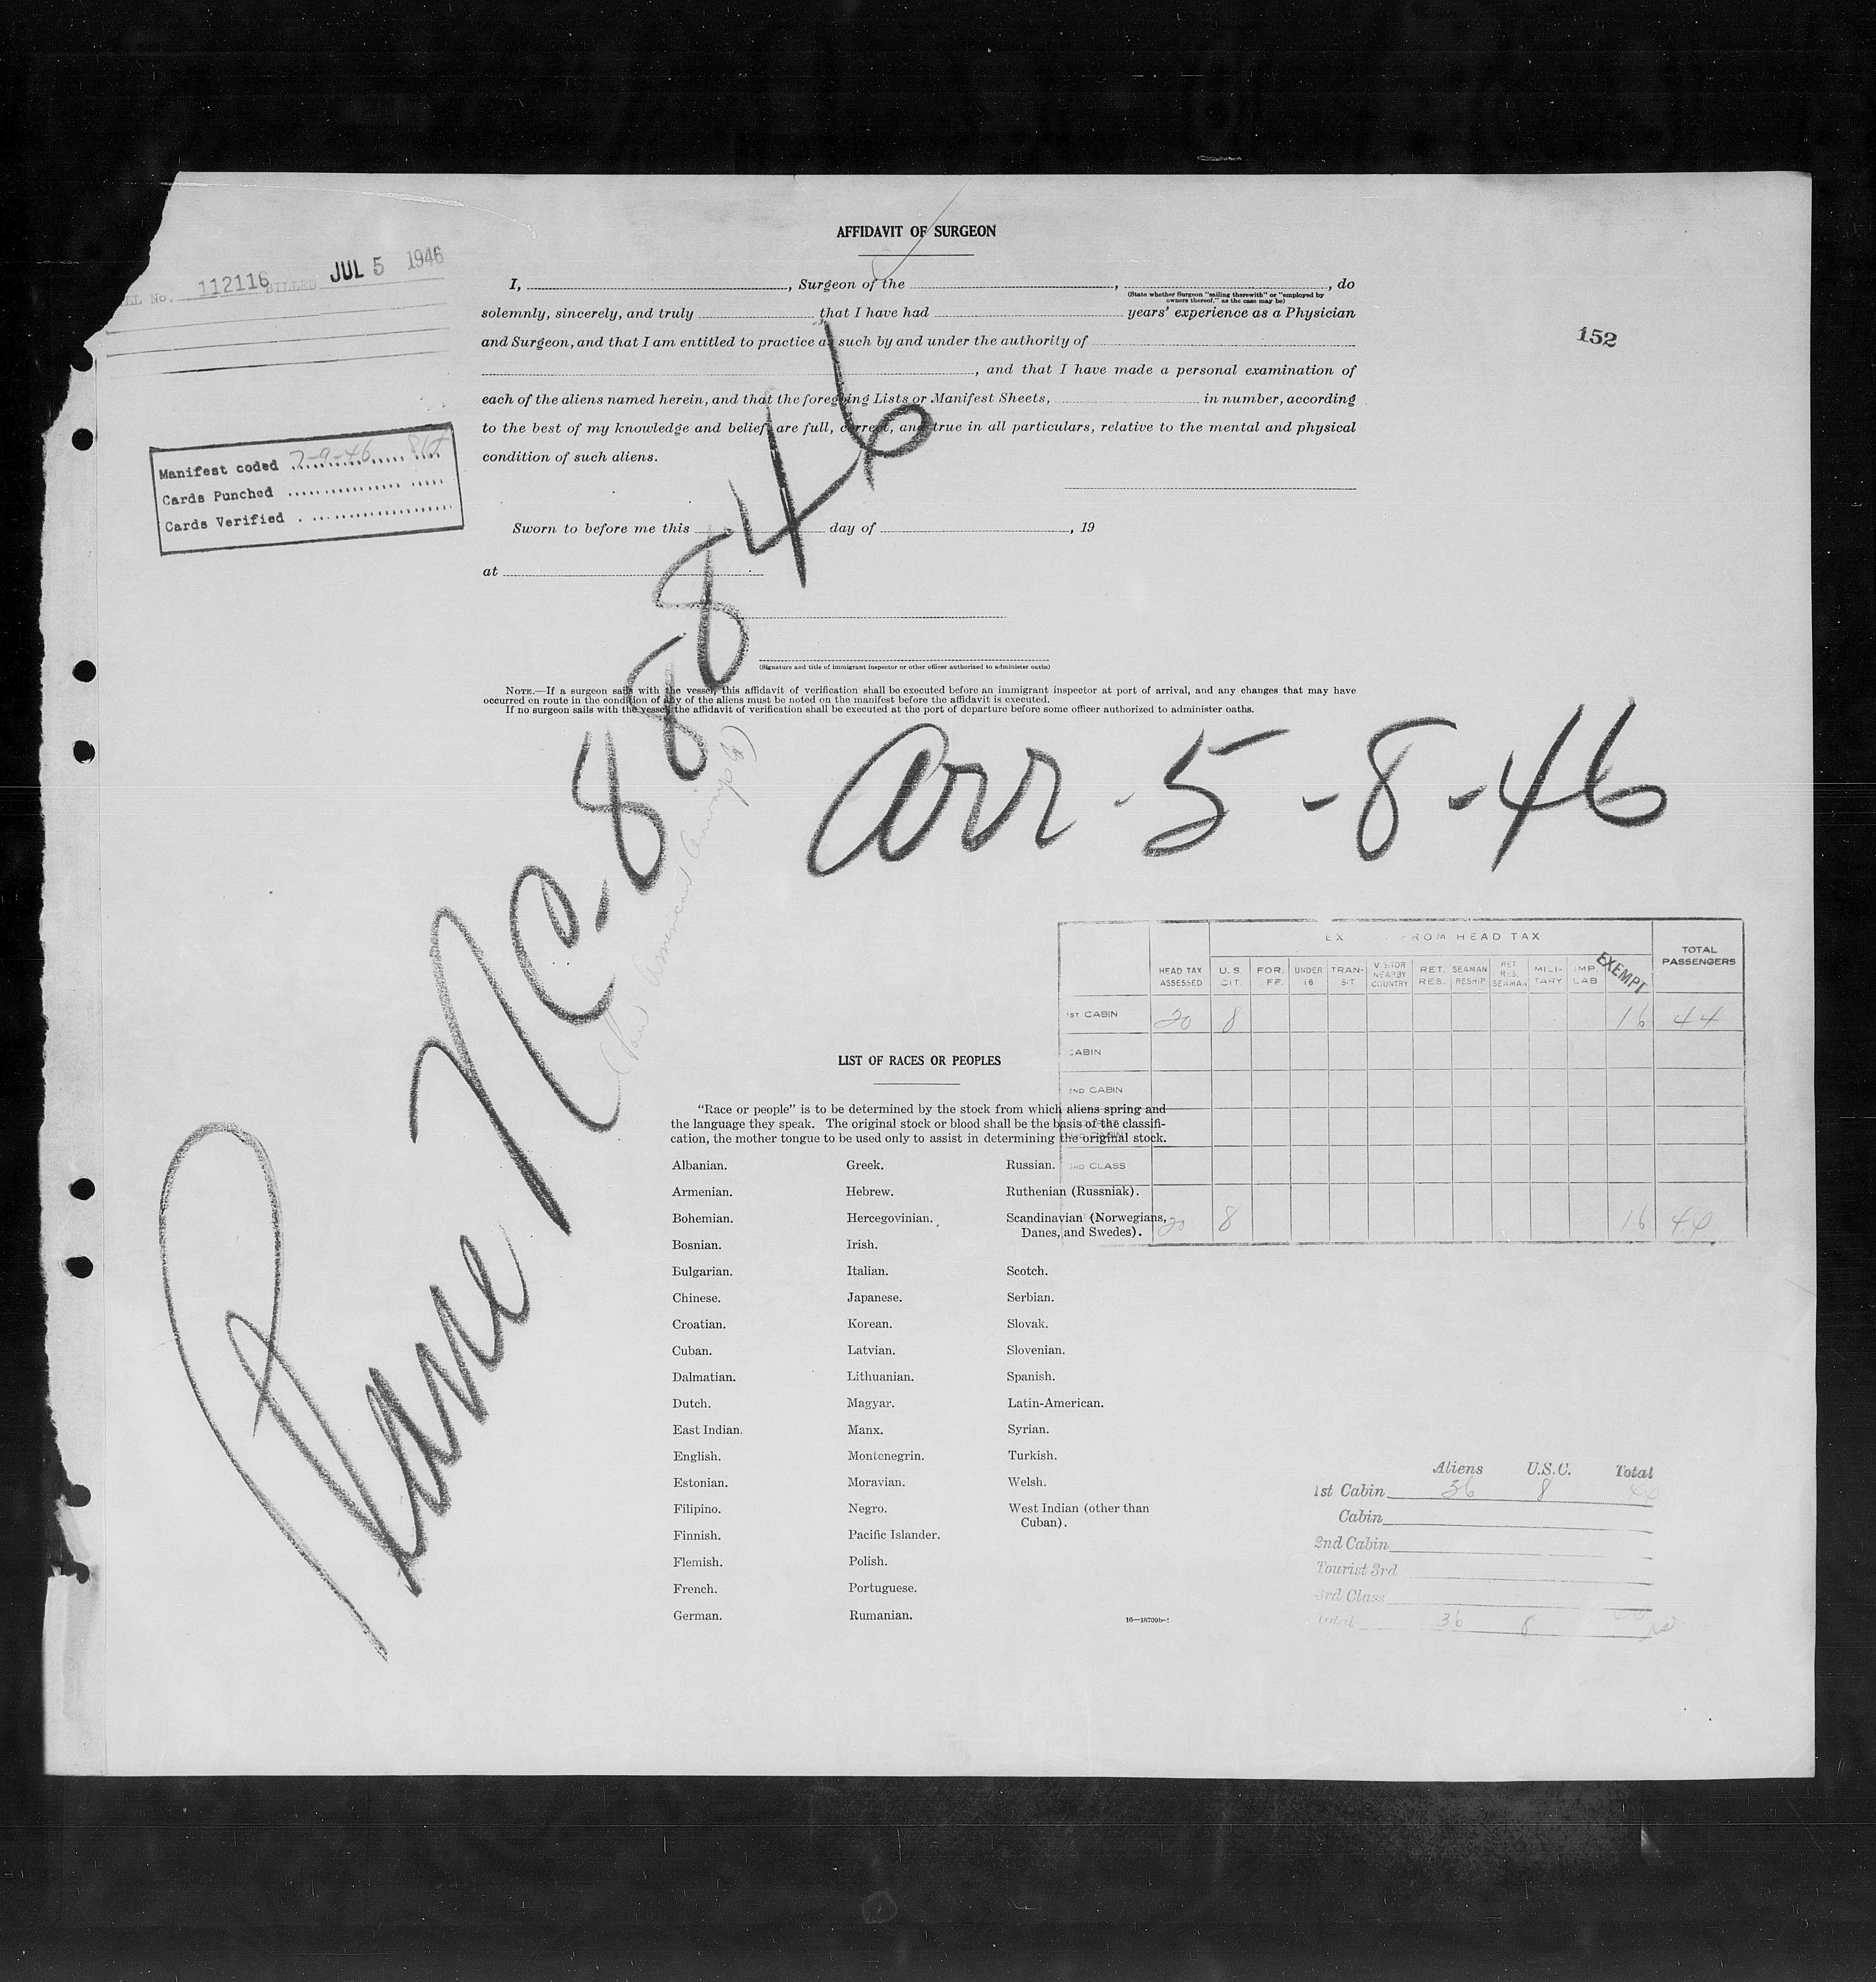 AFFIDAVIT OF SURGEON
No. 112116 BILLED JUL 5 1946
I, , Surgeon of the , , do
(State whether Surgeon "sailing therewith" or "employed by
owners thereof," as the case may be)
solemnly, sincerely, and truly that I have had years' experience as a Physician
152
and Surgeon, and that I am entitled to practice as such by and under the authority of
, and that I have made a personal examination of
each of the aliens named herein, and that the foregoing Lists or Manifest Sheets, in number, according
to the best of my knowledge and belief, are full, correct, and true in all particulars, relative to the mental and physical
condition of such aliens.
Manifest coded 7-9-46
Cards Punched
Cards Verified
Sworn to before me this day of , 19
at
(Signature and title of immigrant inspector or other officer authorized to administer oaths)
NOTE.—If a surgeon sails with the vessel, this affidavit of verification shall be executed before an immigrant inspector at port of arrival, and any changes that may have
occurred en route in the condition of any of the aliens must be noted on the manifest before the affidavit is executed.
If no surgeon sails with the vessel, the affidavit of verification shall be executed at the port of departure before some officer authorized to administer oaths.
Plane NC-88846
(Pan American Airways)
arr-5-8-46
FROM HEAD TAX
HEAD TAX ASSESSED U.S. CIT. FOR. OFF. UNDER 16 TRAN-SIT VISITOR NEARBY COUNTRY RET. RES. SEAMAN RESHIP RET. RES. SEAMAN MILI-TARY IMP. LAB EXEMPT TOTAL PASSENGERS
1ST CABIN 20 8 16 44
CABIN
2ND CABIN
3RD CLASS
20 8 16 44
LIST OF RACES OR PEOPLES
"Race or people" is to be determined by the stock from which aliens spring and
the language they speak. The original stock or blood shall be the basis of the classifi-
cation, the mother tongue to be used only to assist in determining the original stock.
Albanian.
Armenian.
Bohemian.
Bosnian.
Bulgarian.
Chinese.
Croatian.
Cuban.
Dalmatian.
Dutch.
East Indian.
English.
Estonian.
Filipino.
Finnish.
Flemish.
French.
German.
Greek.
Hebrew.
Hercegovinian.
Irish.
Italian.
Japanese.
Korean.
Latvian.
Lithuanian.
Magyar.
Manx.
Montenegrin.
Moravian.
Negro.
Pacific Islander.
Polish.
Portuguese.
Rumanian.
Russian.
Ruthenian (Russniak).
Scandinavian (Norwegians,
Danes, and Swedes).
Scotch.
Serbian.
Slovak.
Slovenian.
Spanish.
Latin-American.
Syrian.
Turkish.
Welsh.
West Indian (other than
Cuban).
16—18709b-1
Aliens U.S.C. Total
1st Cabin 36 8 44
Cabin
2nd Cabin
Tourist 3rd
3rd Class
Total 36 8 44